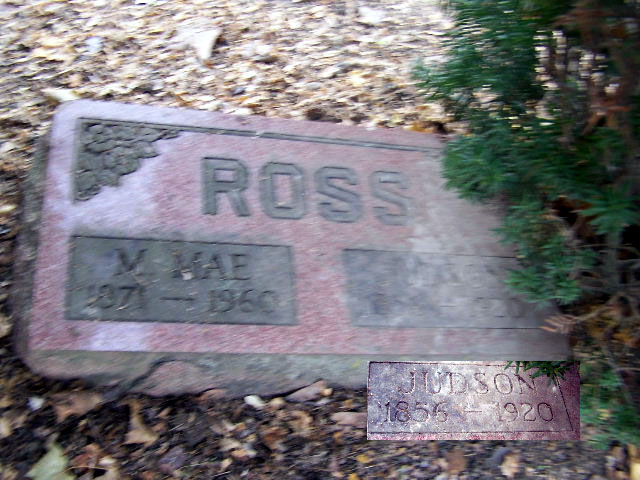 ROSS
M. MAE
1871 — 1960
JUDSON
1856 — 1920